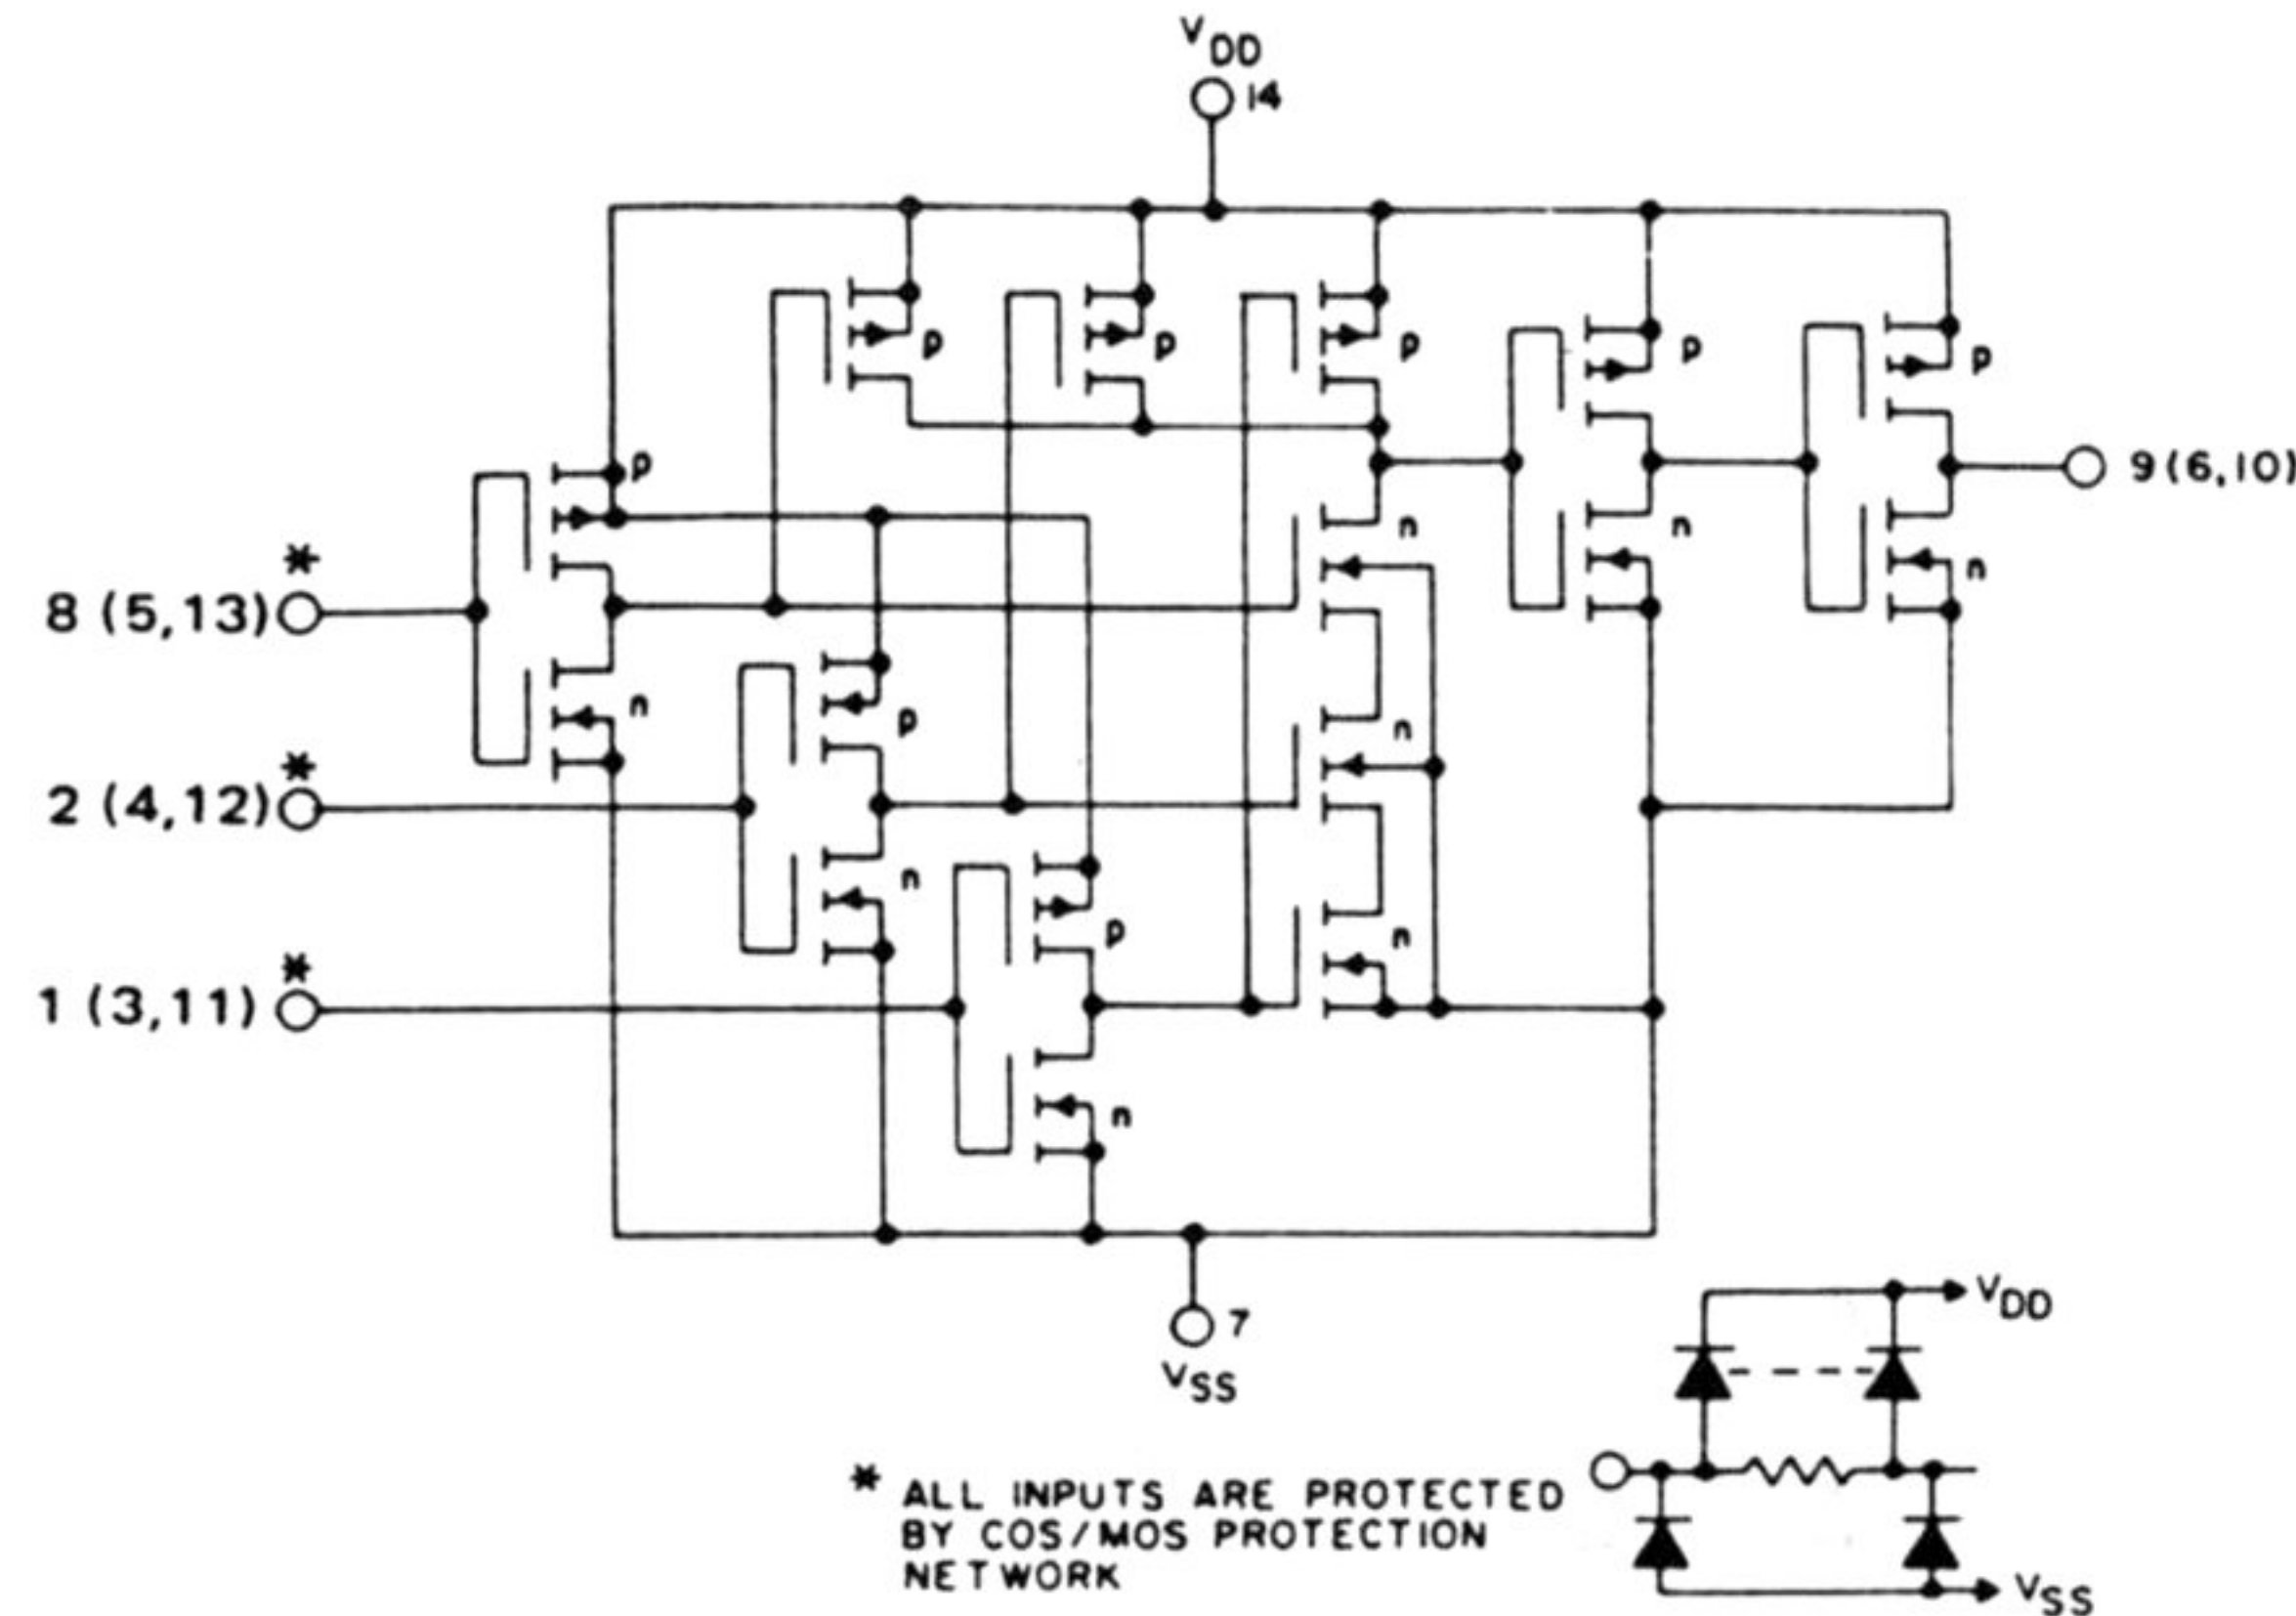 VDD
14
p
p
p
p
p
p
8 (5,13)
*
n
n
n
9(6,10)
2 (4,12)
*
p
n
n
1 (3,11)
*
n
p
n
n
7
VSS
VDD
* ALL INPUTS ARE PROTECTED
BY COS/MOS PROTECTION
NETWORK
VSS